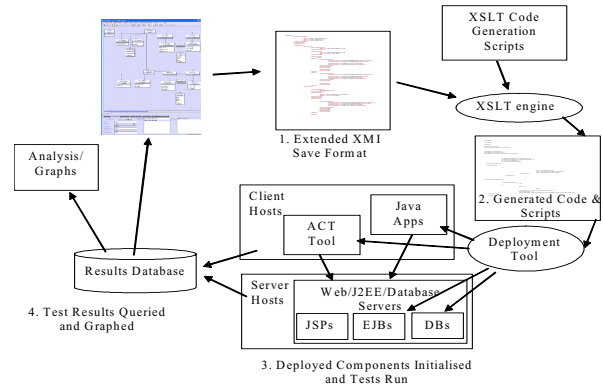 XSLT Code
Generation
Scripts
XSLT engine
1. Extended XMI
Save Format
2. Generated Code &
Scripts
Analysis/
Graphs
Client
Hosts
Java
Apps
ACT
Tool
Deployment
Tool
Results Database
Server
Hosts
Web/J2EE/Database
Servers
JSPs
EJBs
DBs
4. Test Results Queried
and Graphed
3. Deployed Components Initialised
and Tests Run